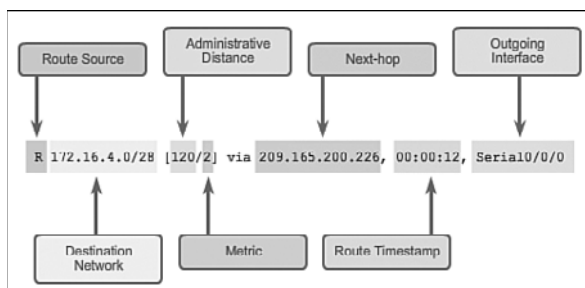 Route Source
Administrative
Distance
Next-hop
Outgoing
Interface
R 172.16.4.0/28 [120/2] via 209.165.200.226, 00:00:12, Serial0/0/0
Destination
Network
Metric
Route Timestamp